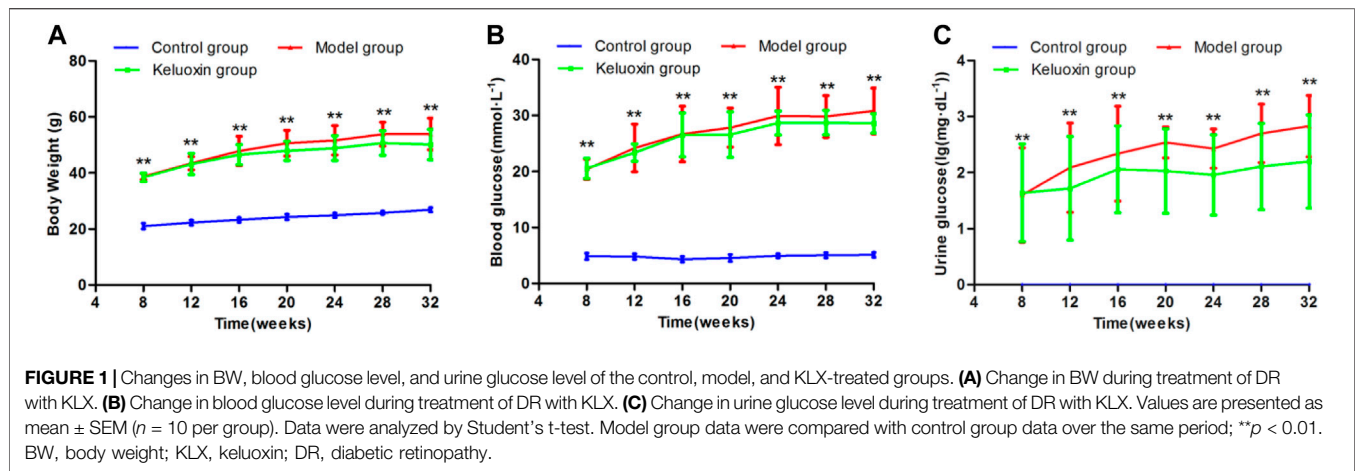 A
Control group
Model group
Keluoxin group
**
**
**
**
**
**
**
80
60
40
20
0
4
8
12
16
20
24
28
32
Body Weight (g)
Time(weeks)
B
Control group
Model group
Keluoxin group
**
**
**
**
**
**
**
40
30
20
10
0
4
8
12
16
20
24
28
32
Blood glucose(mmol·L⁻¹)
Time(weeks)
C
Control group
Model group
Keluoxin group
**
**
**
**
**
**
**
4
3
2
1
0
4
8
12
16
20
24
28
32
Urine glucose(lg(mg·dL⁻¹))
Time(weeks)
FIGURE 1 | Changes in BW, blood glucose level, and urine glucose level of the control, model, and KLX-treated groups. (A) Change in BW during treatment of DR
with KLX. (B) Change in blood glucose level during treatment of DR with KLX. (C) Change in urine glucose level during treatment of DR with KLX. Values are presented as
mean ± SEM (n = 10 per group). Data were analyzed by Student's t-test. Model group data were compared with control group data over the same period; **p < 0.01.
BW, body weight; KLX, keluoxin; DR, diabetic retinopathy.